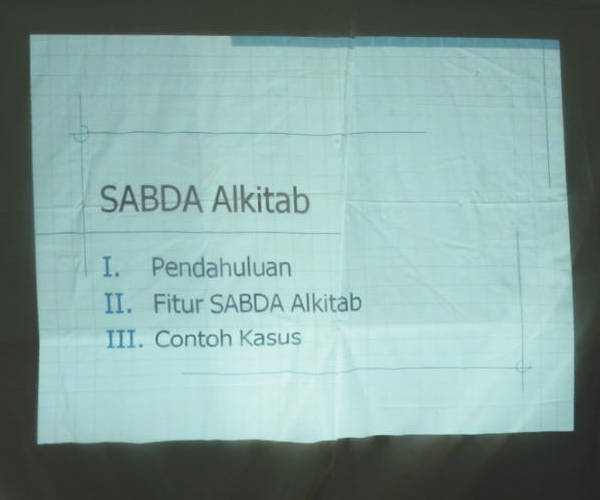 SABDA Alkitab
I. Pendahuluan
II. Fitur SABDA Alkitab
III. Contoh Kasus